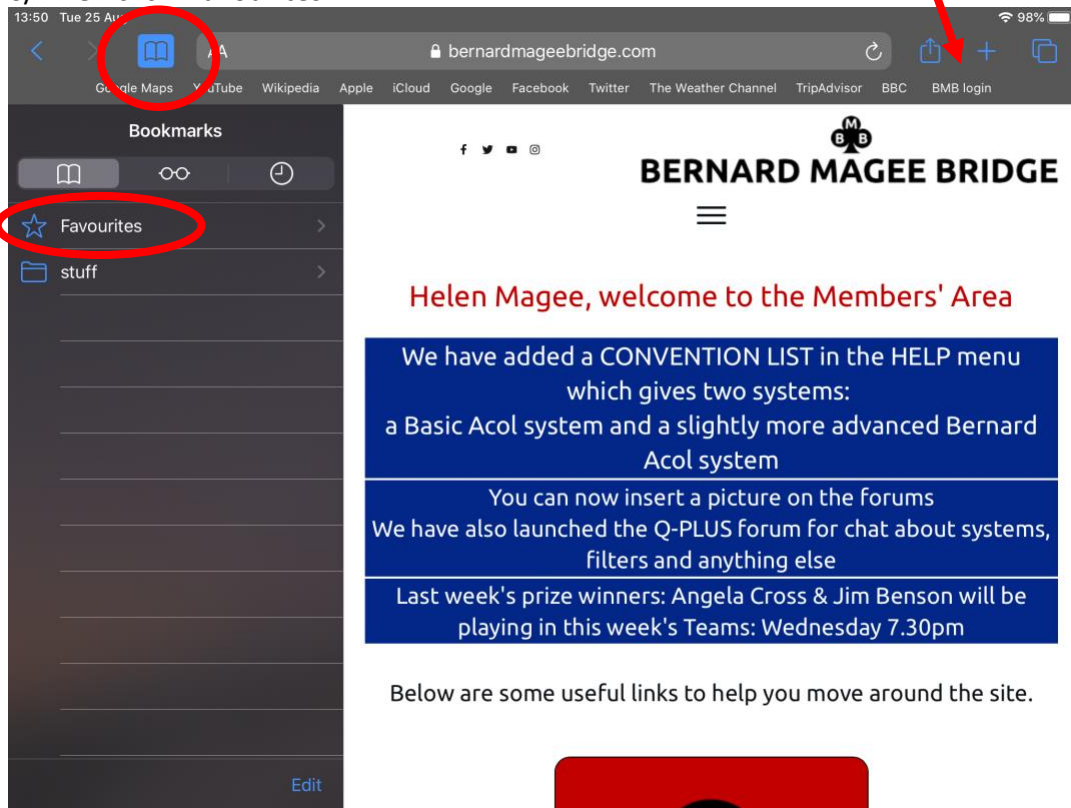 13:50 Tue 25 Au
98%
AA
bernardmageebridge.com
Google Maps YouTube Wikipedia Apple iCloud Google Facebook Twitter The Weather Channel TripAdvisor BBC BMB login
Bookmarks
M
B B
BERNARD MAGEE BRIDGE
Favourites
stuff
Helen Magee, welcome to the Members' Area
We have added a CONVENTION LIST in the HELP menu
which gives two systems:
a Basic Acol system and a slightly more advanced Bernard
Acol system
You can now insert a picture on the forums
We have also launched the Q-PLUS forum for chat about systems,
filters and anything else
Last week's prize winners: Angela Cross & Jim Benson will be
playing in this week's Teams: Wednesday 7.30pm
Below are some useful links to help you move around the site.
Edit